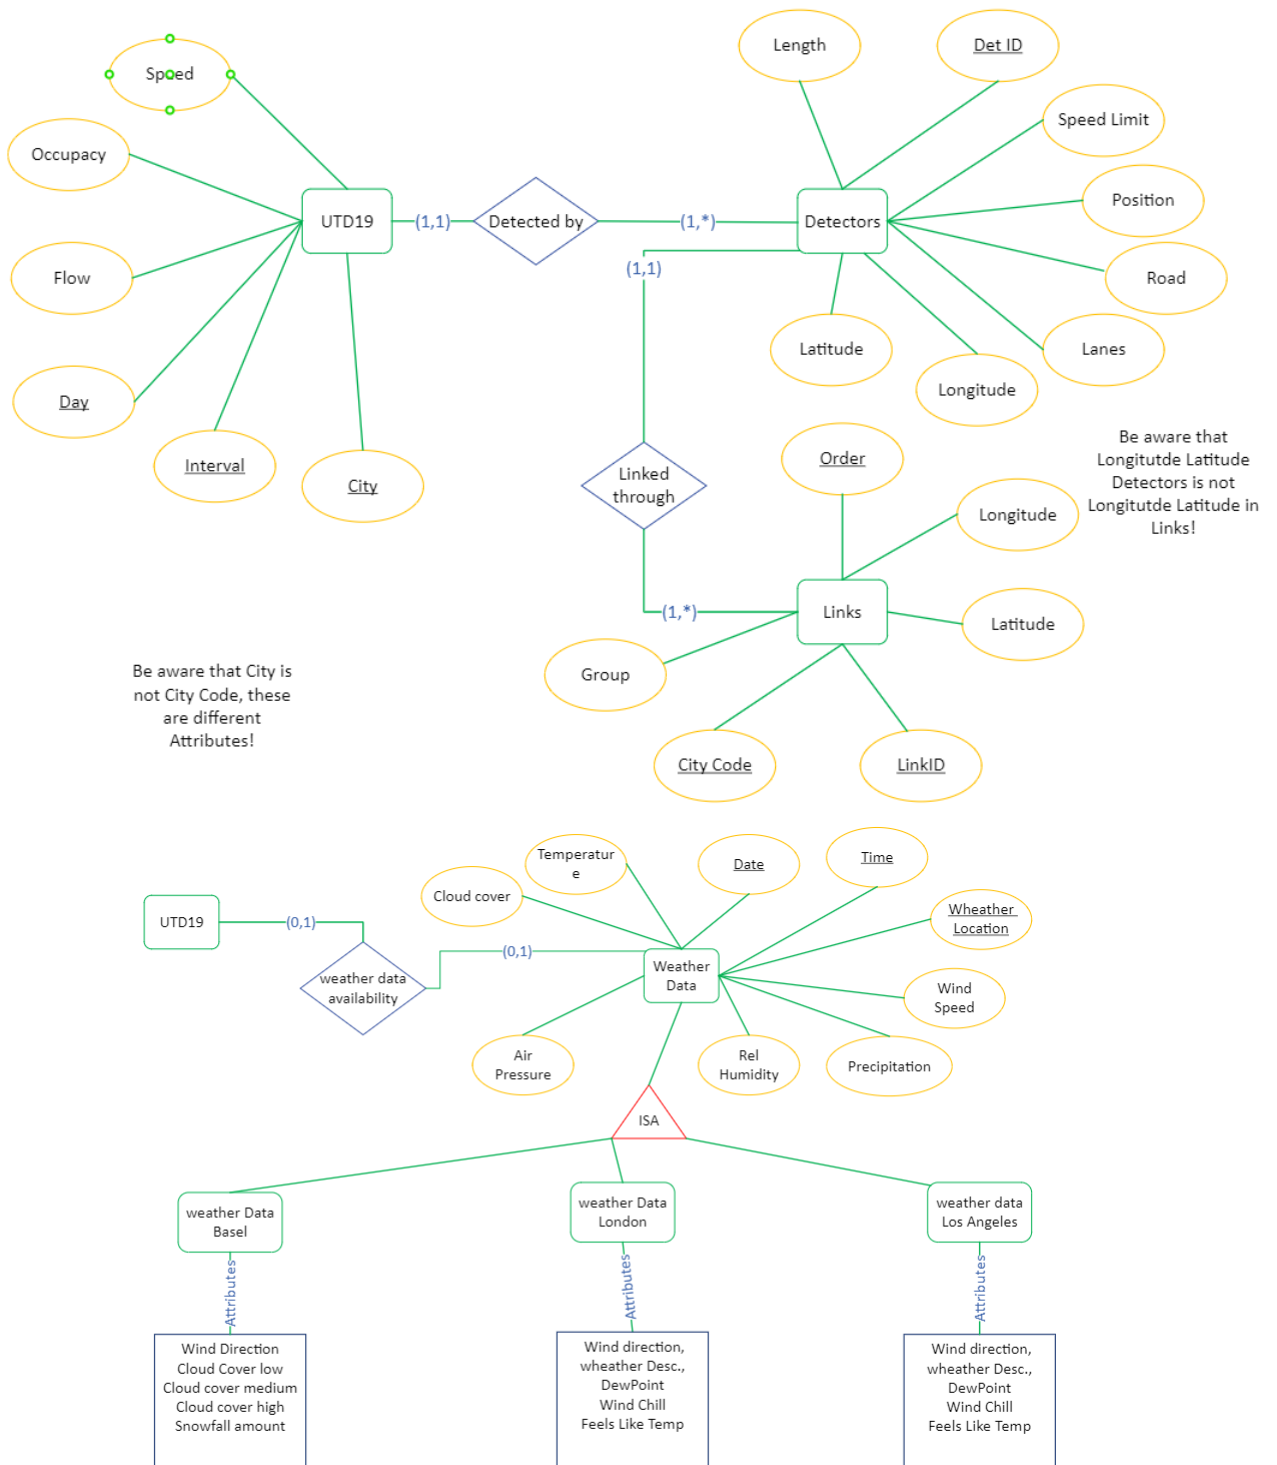 Speed
Length
Det ID
Occupacy
Speed Limit
Position
UTD19
(1,1)
Detected by
(1,*)
Detectors
(1,1)
Flow
Road
Latitude
Lanes
Longitude
Day
Interval
City
Linked
through
Order
Be aware that
Longitutde Latitude
Detectors is not
Longitutde Latitude in
Links!
Longitude
(1,*)
Links
Latitude
Group
City Code
LinkID
Be aware that City is
not City Code, these
are different
Attributes!
Temperatur
e
Date
Time
Cloud cover
Wheather
Location
UTD19
(0,1)
weather data
availability
(0,1)
Weather
Data
Wind
Speed
Air
Pressure
Rel
Humidity
Precipitation
ISA
weather Data
Basel
weather Data
London
weather data
Los Angeles
Attributes
Attributes
Attributes
Wind Direction
Cloud Cover low
Cloud cover medium
Cloud cover high
Snowfall amount
Wind direction,
wheather Desc.,
DewPoint
Wind Chill
Feels Like Temp
Wind direction,
wheather Desc.,
DewPoint
Wind Chill
Feels Like Temp